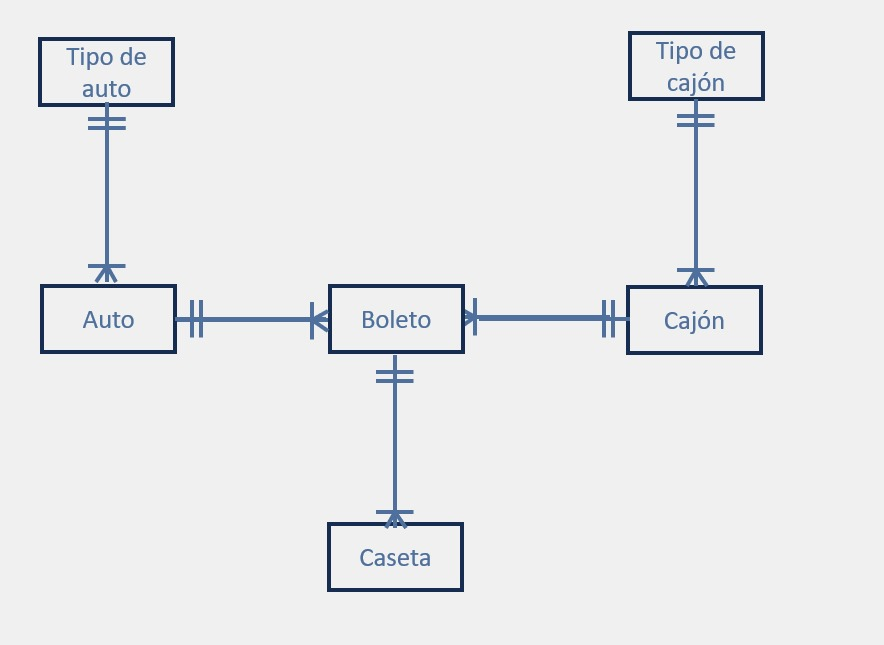 Tipo de
auto
Tipo de
cajón
Auto
Boleto
Cajón
Caseta